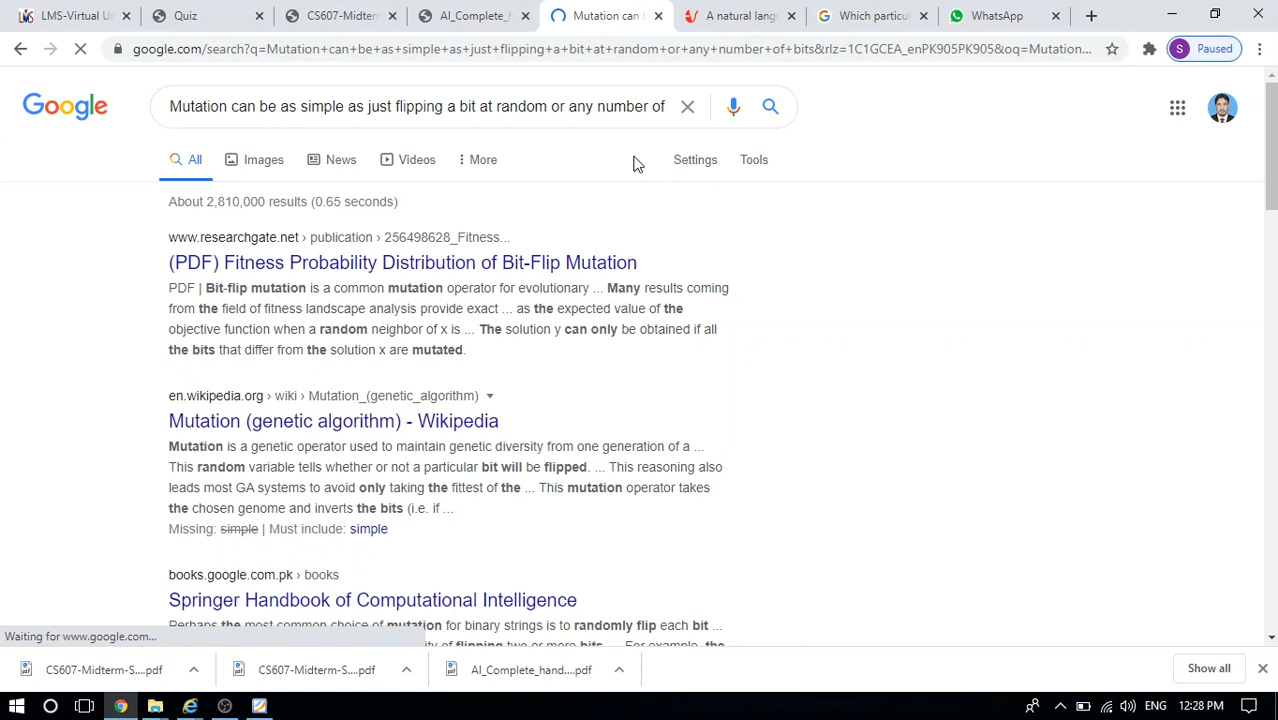 LMS-Virtual U
Quiz
CS607-Midterm
AI_Complete_h
Mutation can
A natural lang
Which particul
WhatsApp
google.com/search?q=Mutation+can+be+as+simple+as+just+flipping+a+bit+at+random+or+any+number+of+bits&rlz=1C1GCEA_enPK905PK905&oq=Mutation...
S Paused
Google
Mutation can be as simple as just flipping a bit at random or any number of
All
Images
News
Videos
More
Settings
Tools
About 2,810,000 results (0.65 seconds)
www.researchgate.net › publication › 256498628_Fitness...
(PDF) Fitness Probability Distribution of Bit-Flip Mutation
PDF | Bit-flip mutation is a common mutation operator for evolutionary ... Many results coming
from the field of fitness landscape analysis provide exact ... as the expected value of the
objective function when a random neighbor of x is ... The solution y can only be obtained if all
the bits that differ from the solution x are mutated.
en.wikipedia.org › wiki › Mutation_(genetic_algorithm)
Mutation (genetic algorithm) - Wikipedia
Mutation is a genetic operator used to maintain genetic diversity from one generation of a ...
This random variable tells whether or not a particular bit will be flipped. ... This reasoning also
leads most GA systems to avoid only taking the fittest of the ... This mutation operator takes
the chosen genome and inverts the bits (i.e. if ...
Missing: simple | Must include: simple
books.google.com.pk › books
Springer Handbook of Computational Intelligence
Perhaps the most common choice of mutation for binary strings is to randomly flip each bit ...
flipping two or more bits ... For example, the
Waiting for www.google.com...
CS607-Midterm-S....pdf
CS607-Midterm-S....pdf
AI_Complete_hand....pdf
Show all
ENG
12:28 PM